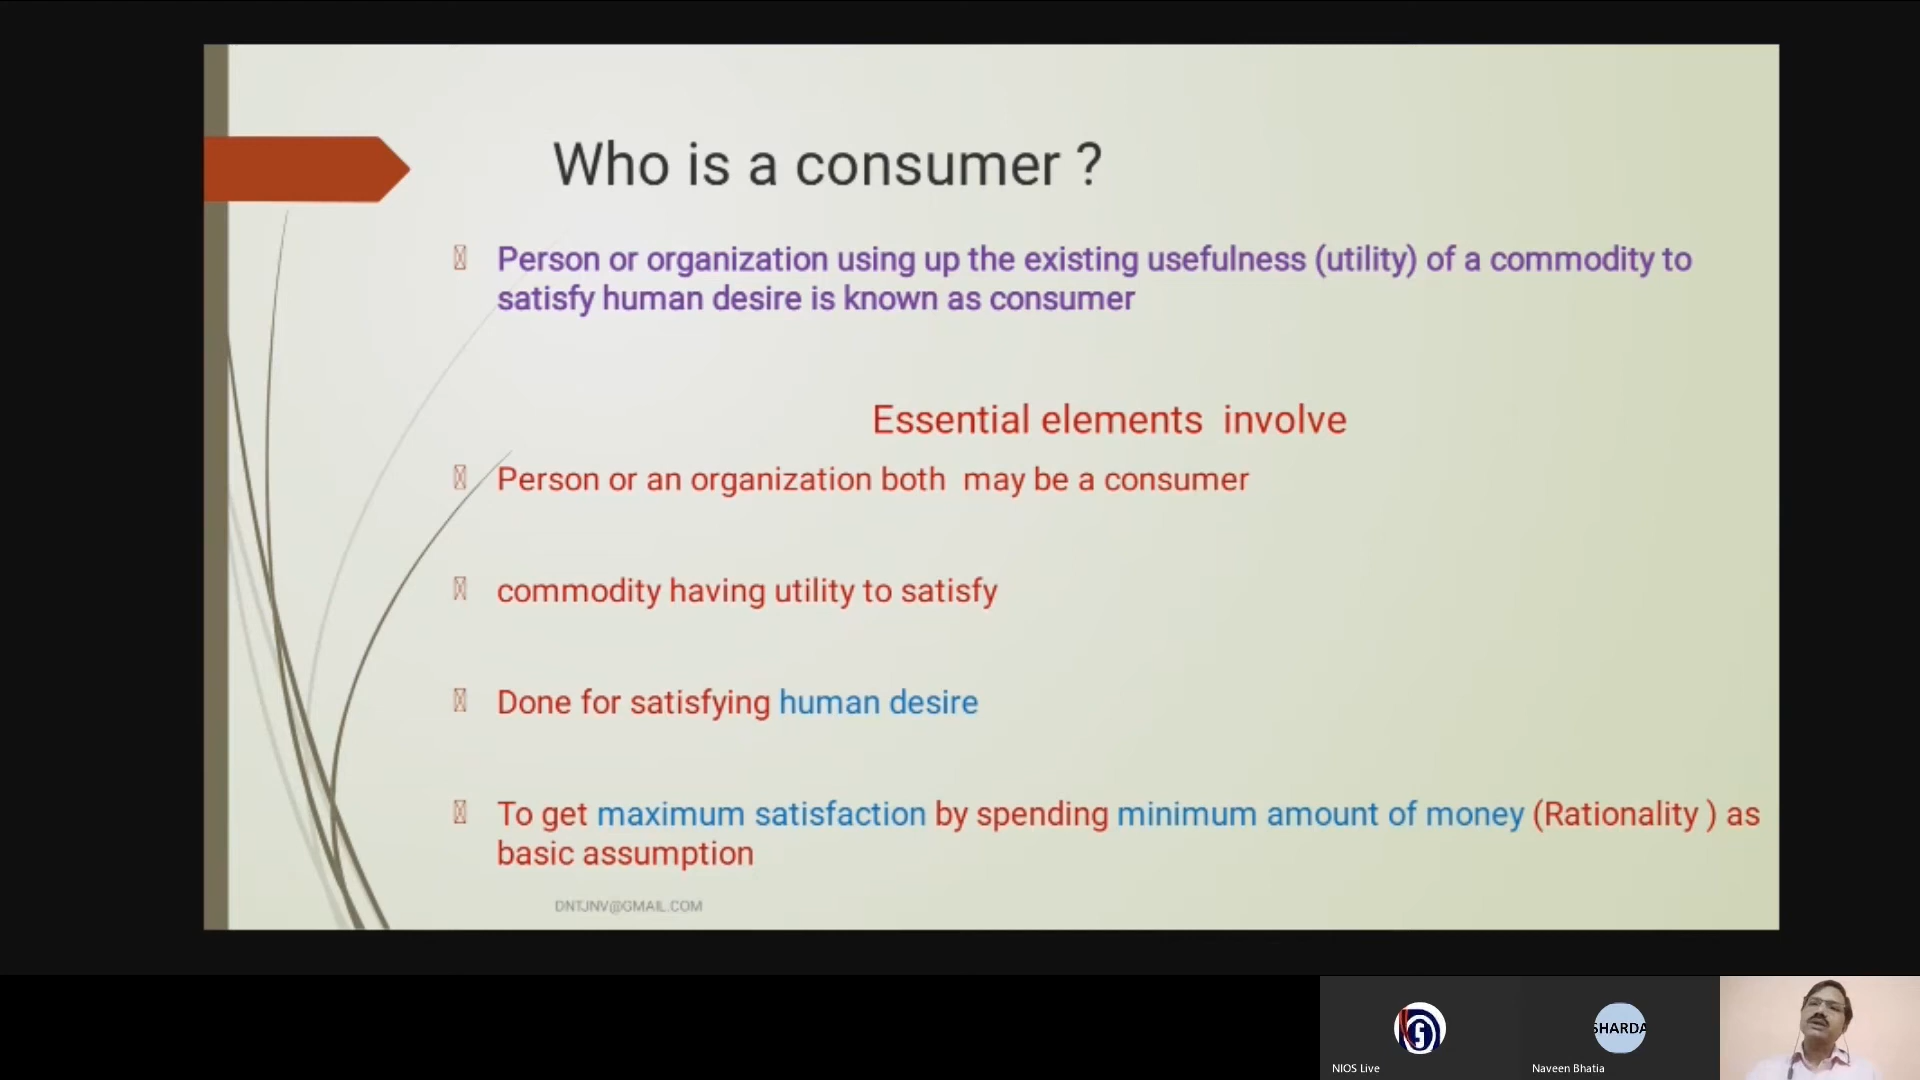 Who is a consumer ?
Person or organization using up the existing usefulness (utility) of a commodity to
satisfy human desire is known as consumer
Essential elements involve
Person or an organization both may be a consumer
commodity having utility to satisfy
Done for satisfying human desire
To get maximum satisfaction by spending minimum amount of money (Rationality ) as
basic assumption
DNTJNV@GMAIL.COM
SHARDA
NIOS Live
Naveen Bhatia